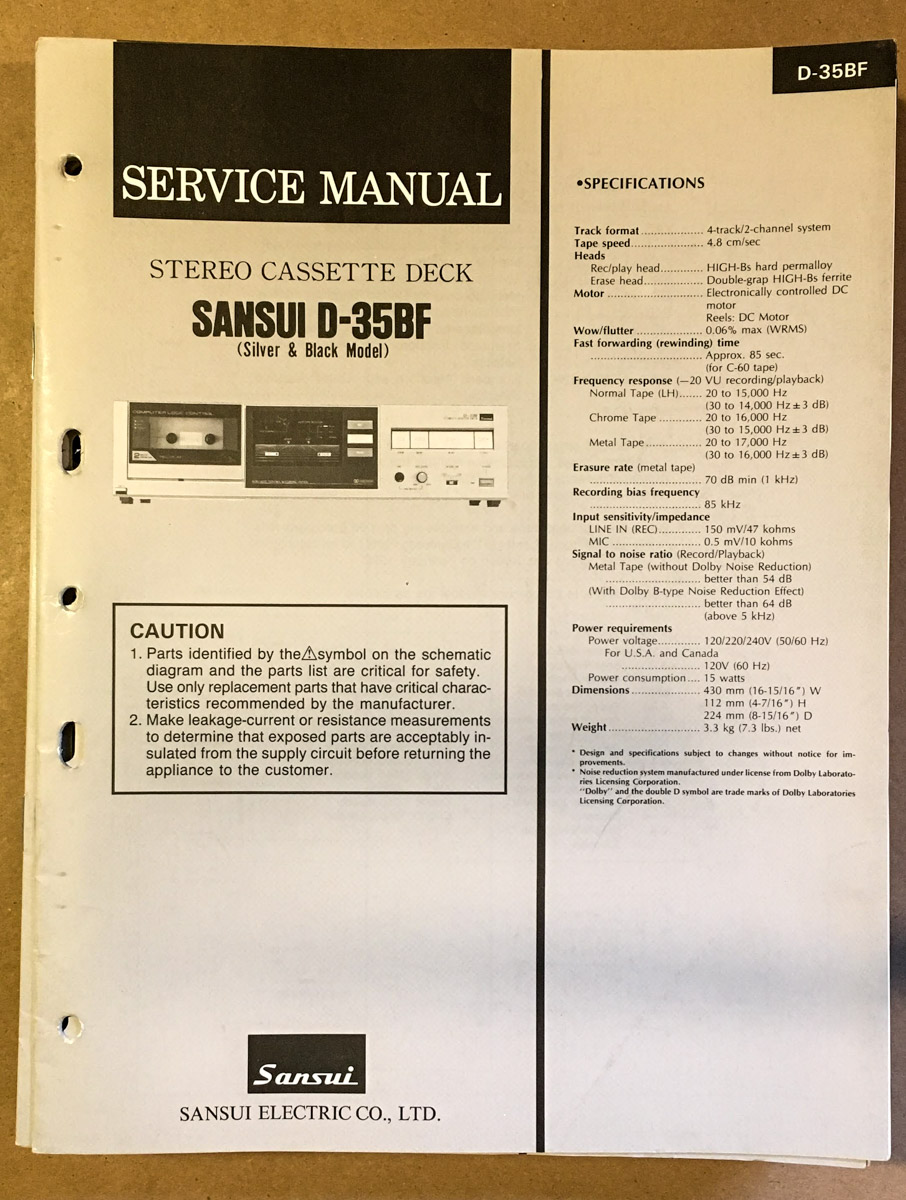 SERVICE MANUAL
STEREO CASSETTE DECK
SANSUI D-35BF
(Silver & Black Model)
COMPUTER LOGIC CONTROL
CAUTION
1. Parts identified by the⚠symbol on the schematic
diagram and the parts list are critical for safety.
Use only replacement parts that have critical charac-
teristics recommended by the manufacturer.
2. Make leakage-current or resistance measurements
to determine that exposed parts are acceptably in-
sulated from the supply circuit before returning the
appliance to the customer.
Sansui
SANSUI ELECTRIC CO., LTD.
D-35BF
•SPECIFICATIONS
Track format................... 4-track/2-channel system
Tape speed...................... 4.8 cm/sec
Heads
Rec/play head............. HIGH-Bs hard permalloy
Erase head.................. Double-grap HIGH-Bs ferrite
Motor ............................. Electronically controlled DC
motor
Reels: DC Motor
Wow/flutter .................... 0.06% max (WRMS)
Fast forwarding (rewinding) time
.................................. Approx. 85 sec.
(for C-60 tape)
Frequency response (—20 VU recording/playback)
Normal Tape (LH)....... 20 to 15,000 Hz
(30 to 14,000 Hz±3 dB)
Chrome Tape ............. 20 to 16,000 Hz
(30 to 15,000 Hz±3 dB)
Metal Tape................. 20 to 17,000 Hz
(30 to 16,000 Hz±3 dB)
Erasure rate (metal tape)
.................................. 70 dB min (1 kHz)
Recording bias frequency
.................................. 85 kHz
Input sensitivity/impedance
LINE IN (REC)............. 150 mV/47 kohms
MIC ........................... 0.5 mV/10 kohms
Signal to noise ratio (Record/Playback)
Metal Tape (without Dolby Noise Reduction)
............................. better than 54 dB
(With Dolby B-type Noise Reduction Effect)
............................. better than 64 dB
(above 5 kHz)
Power requirements
Power voltage............. 120/220/240V (50/60 Hz)
For U.S.A. and Canada
........................ 120V (60 Hz)
Power consumption.... 15 watts
Dimensions..................... 430 mm (16-15/16") W
112 mm (4-7/16") H
224 mm (8-15/16") D
Weight............................ 3.3 kg (7.3 lbs.) net
* Design and specifications subject to changes without notice for im-
provements.
* Noise reduction system manufactured under license from Dolby Laborato-
ries Licensing Corporation.
"Dolby" and the double D symbol are trade marks of Dolby Laboratories
Licensing Corporation.